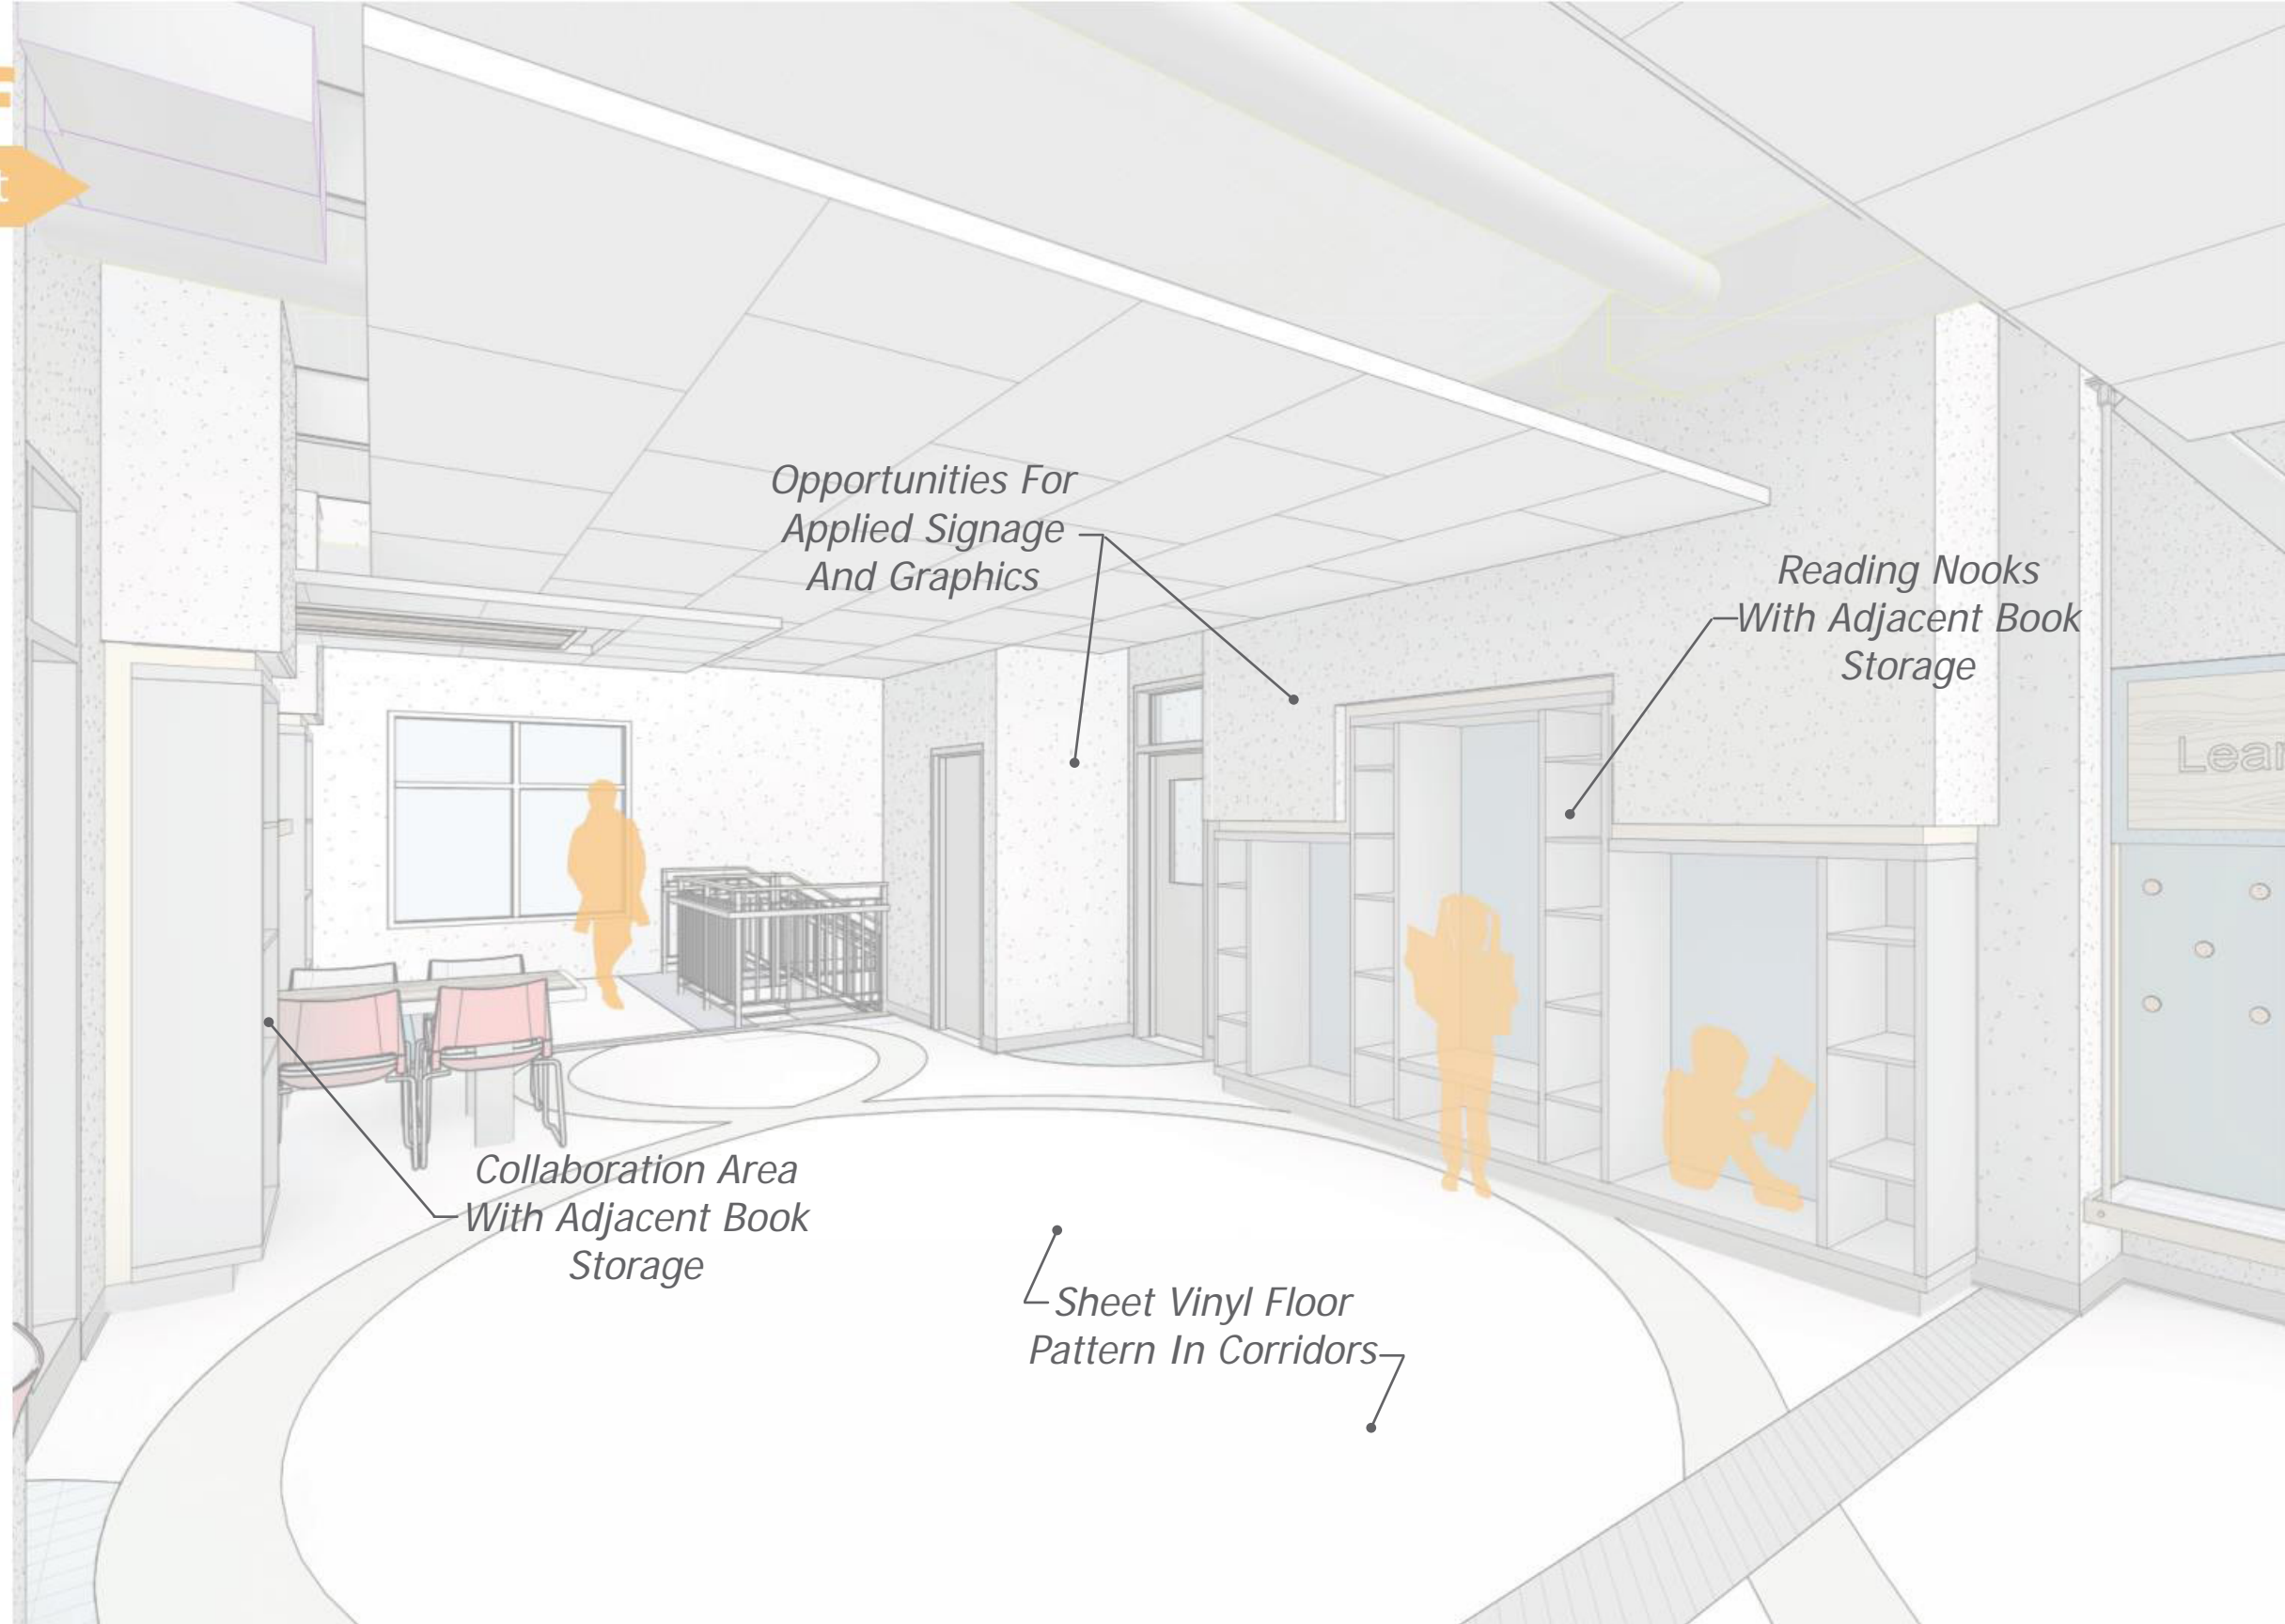 Opportunities For
Applied Signage
And Graphics
Reading Nooks
With Adjacent Book
Storage
Collaboration Area
With Adjacent Book
Storage
Sheet Vinyl Floor
Pattern In Corridors